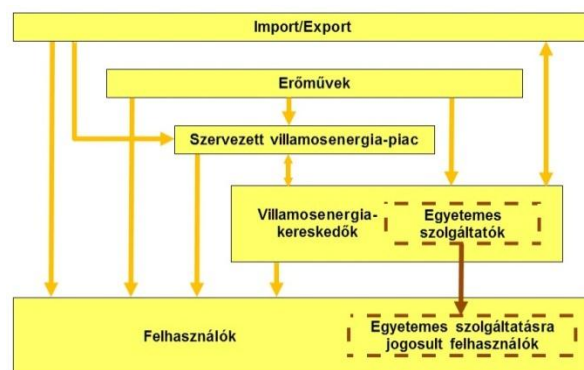 Import/Export
Erőművek
Szervezett villamosenergia-piac
Villamosenergia-
kereskedők
Egyetemes
szolgáltatók
Felhasználók
Egyetemes szolgáltatásra
jogosult felhasználók